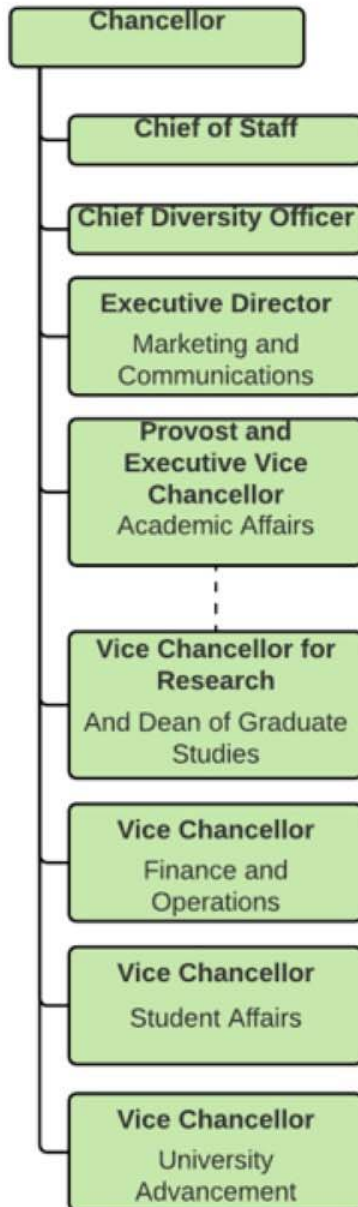 Chancellor
Chief of Staff
Chief Diversity Officer
Executive Director
Marketing and
Communications
Provost and
Executive Vice
Chancellor
Academic Affairs
Vice Chancellor for
Research
And Dean of Graduate
Studies
Vice Chancellor
Finance and
Operations
Vice Chancellor
Student Affairs
Vice Chancellor
University
Advancement